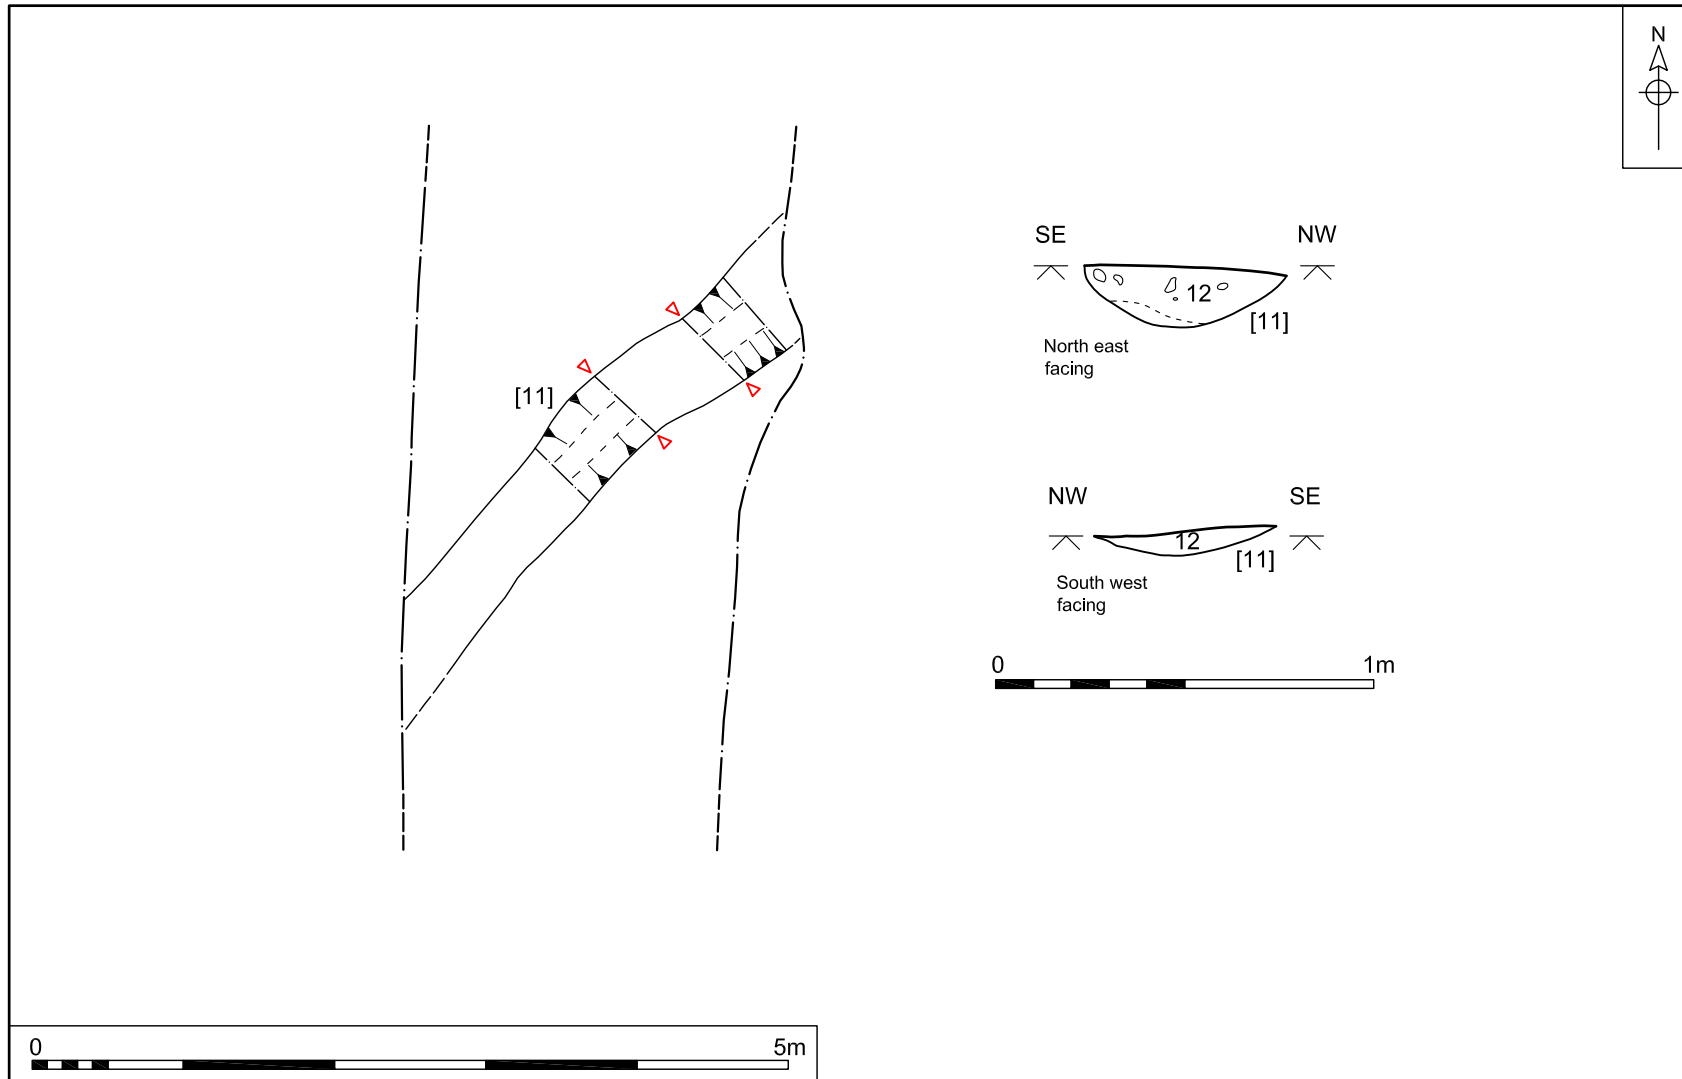 N
SE NW
12
[11]
North east
facing
[11]
NW SE
12
[11]
South west
facing
0 1m
0 5m